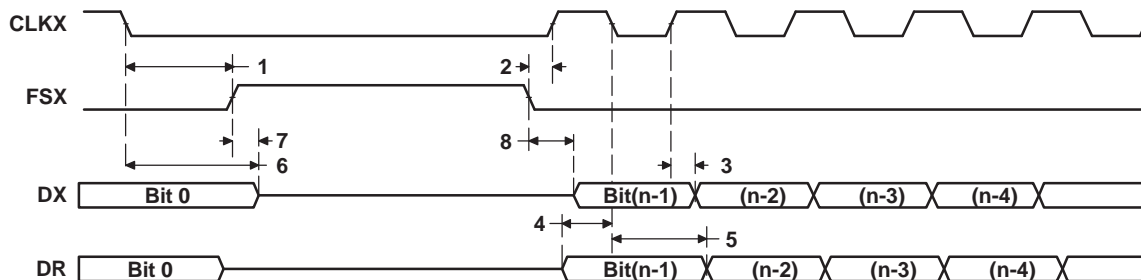 CLKX
1 2
FSX
7 8
6 3
DX Bit 0 Bit(n-1) (n-2) (n-3) (n-4)
4 5
DR Bit 0 Bit(n-1) (n-2) (n-3) (n-4)